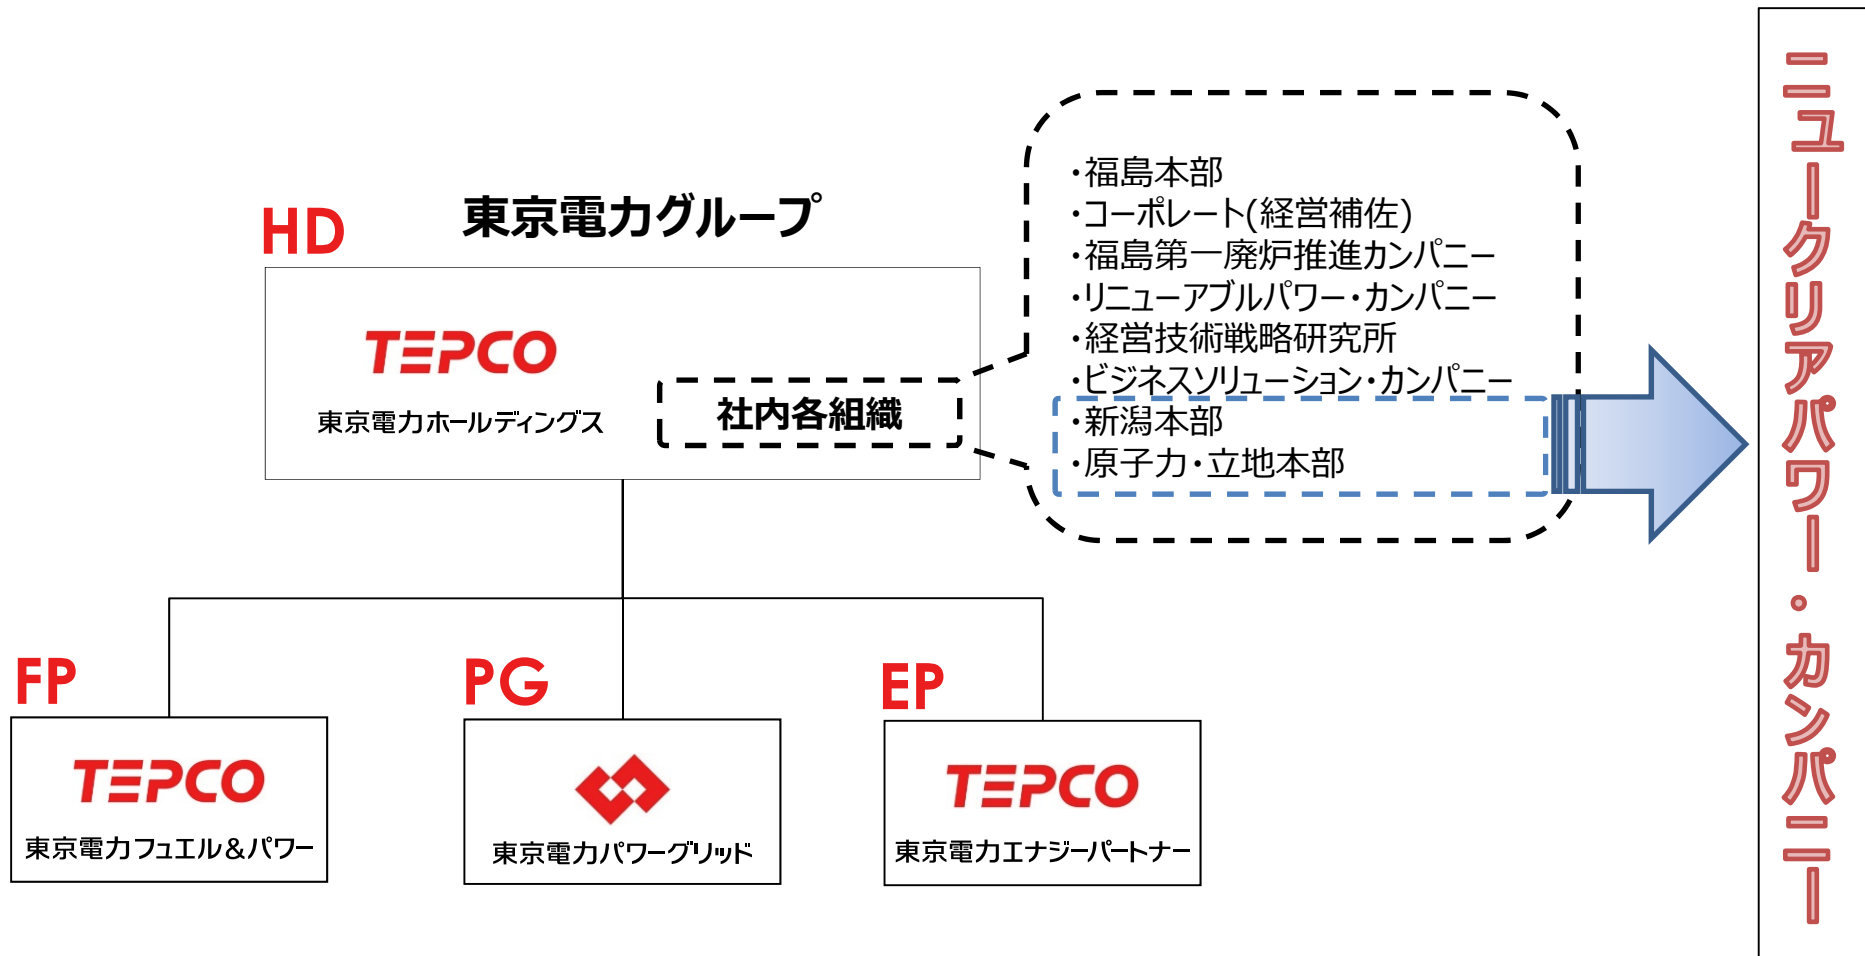 東京電力グループ
HD
TEPCO
東京電力ホールディングス
社内各組織
・福島本部
・コーポレート(経営補佐)
・福島第一廃炉推進カンパニー
・リニューアブルパワー・カンパニー
・経営技術戦略研究所
・ビジネスソリューション・カンパニー
・新潟本部
・原子力・立地本部
ニュークリアパワー・カンパニー
FP
TEPCO
東京電力フュエル&パワー
PG
東京電力パワーグリッド
EP
TEPCO
東京電力エナジーパートナー